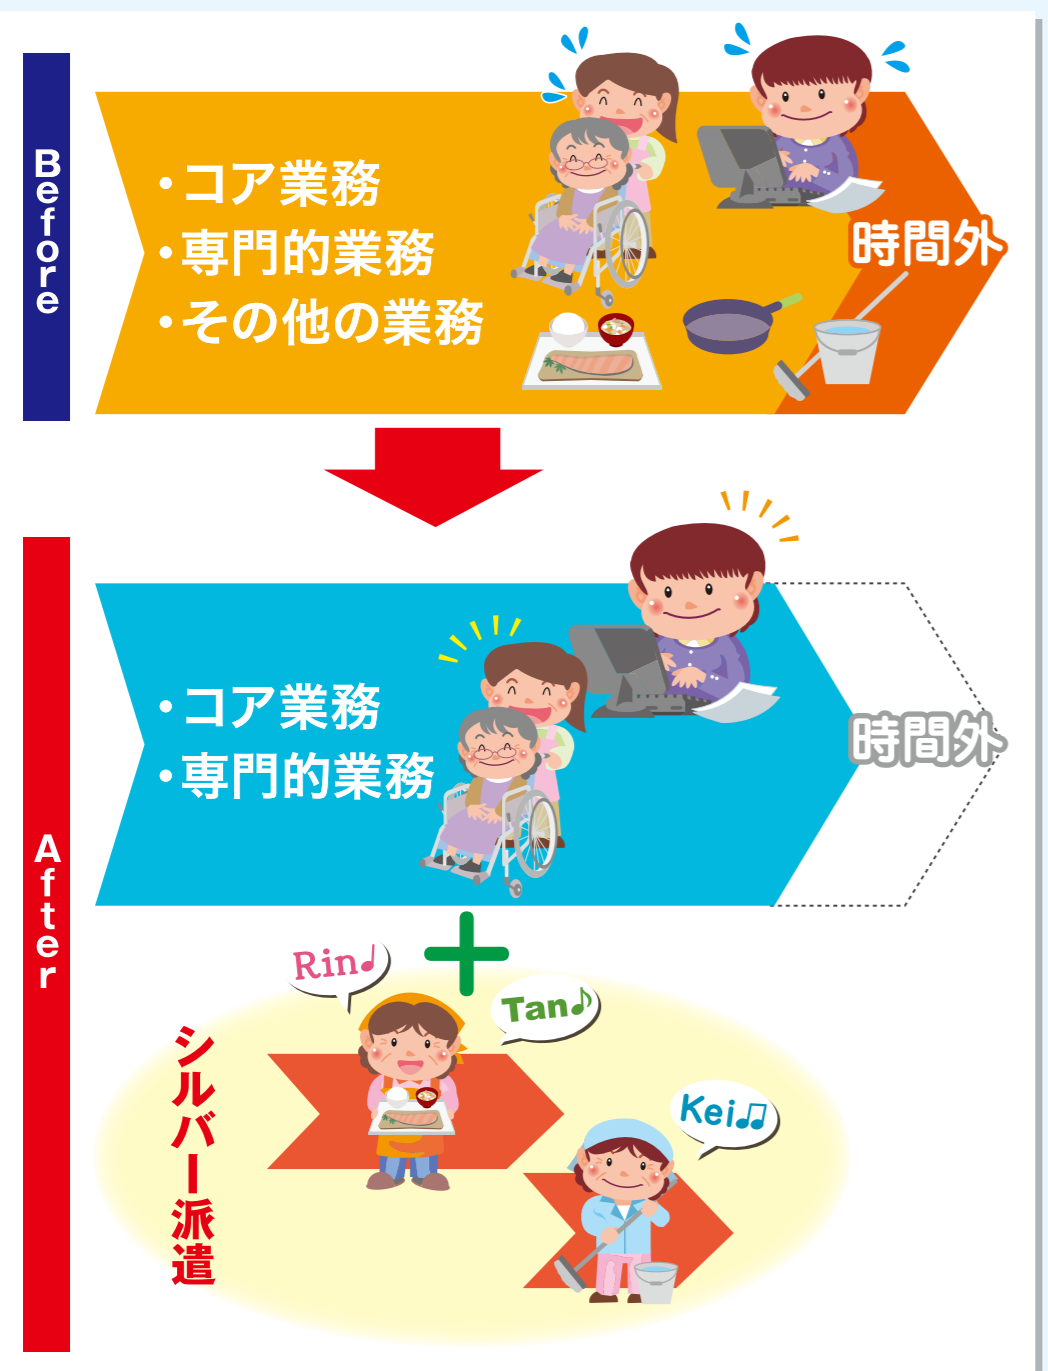 Before
・コア業務
・専門的業務
・その他の業務
時間外
After
・コア業務
・専門的業務
時間外
Rin♩
Tan♪
Kei♫
シルバー派遣